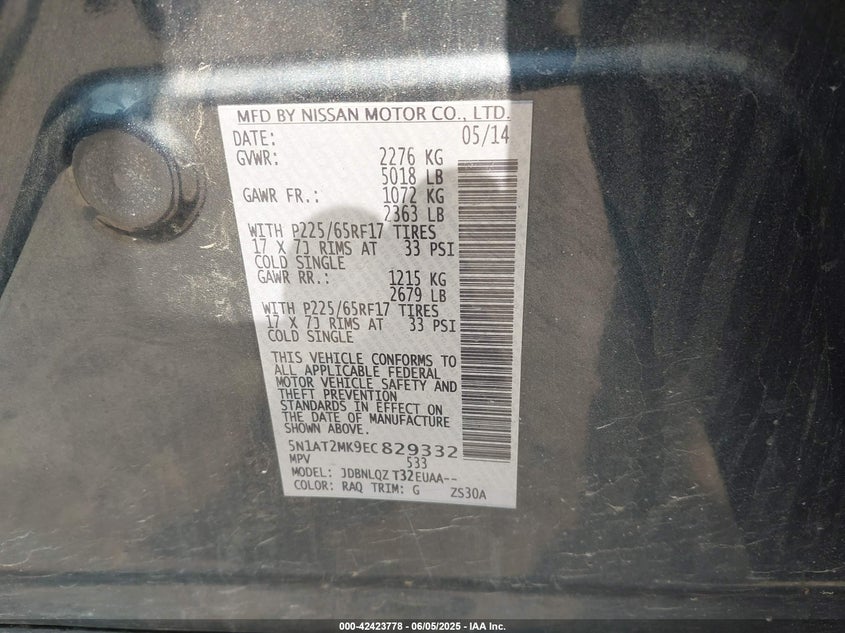 MFD BY NISSAN MOTOR CO., LTD.
DATE: 05/14
GVWR: 2276 KG
5018 LB
GAWR FR.: 1072 KG
2363 LB
WITH P225/65RF17 TIRES
17 X 7J RIMS AT 33 PSI
COLD SINGLE
GAWR RR.: 1215 KG
2679 LB
WITH P225/65RF17 TIRES
17 X 7J RIMS AT 33 PSI
COLD SINGLE
THIS VEHICLE CONFORMS TO
ALL APPLICABLE FEDERAL
MOTOR VEHICLE SAFETY AND
THEFT PREVENTION
STANDARDS IN EFFECT ON
THE DATE OF MANUFACTURE
SHOWN ABOVE.
5N1AT2MK9EC829332
MPV 533
MODEL: JDBNLQZ T32EUAA--
COLOR: RAQ TRIM: G ZS30A
000-42423778 - 06/05/2025 - IAA Inc.